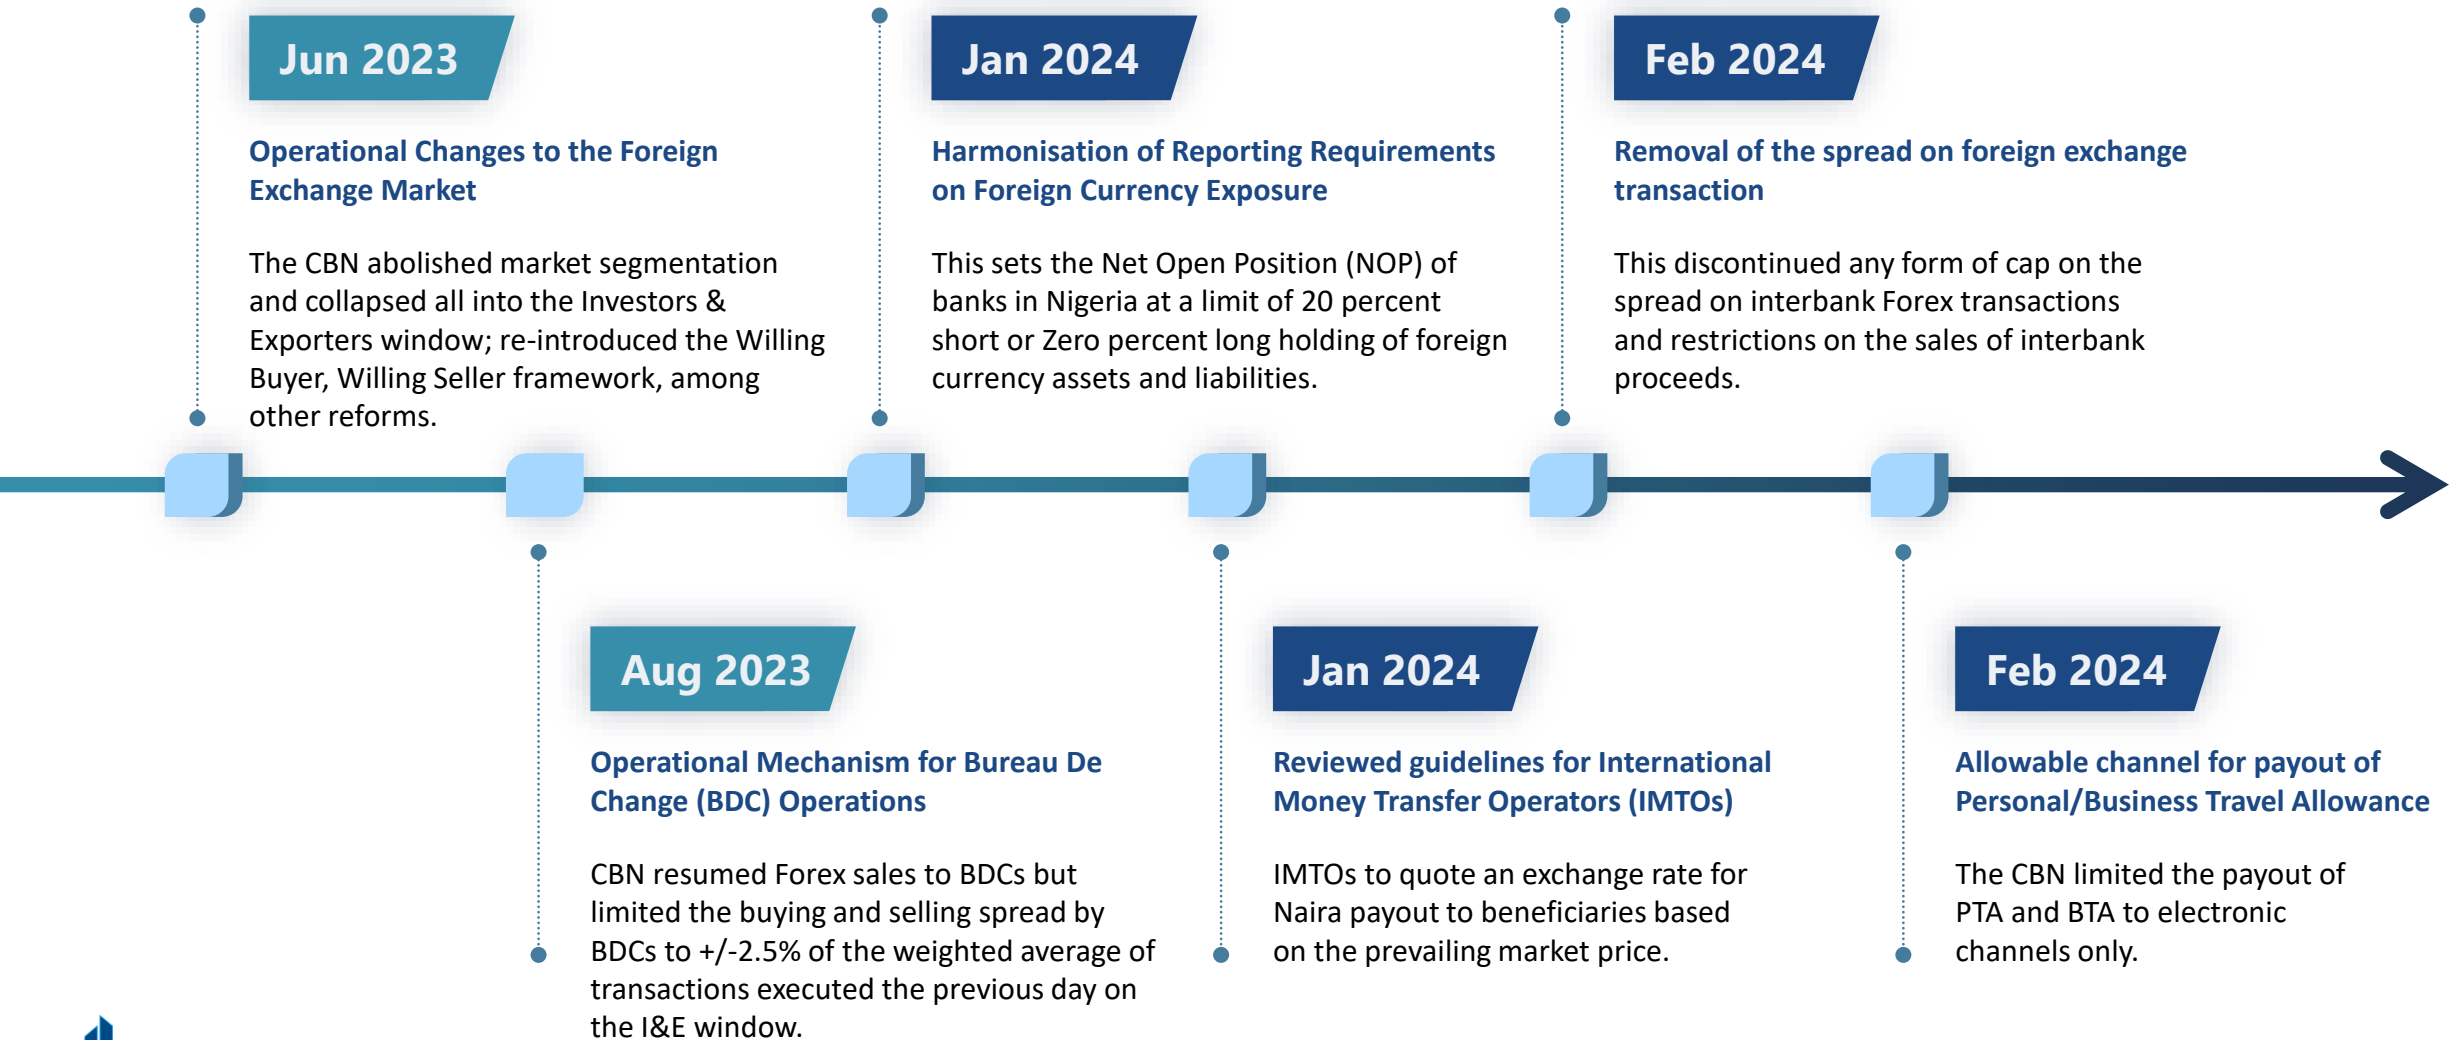 Jun 2023
Operational Changes to the Foreign
Exchange Market
The CBN abolished market segmentation
and collapsed all into the Investors &
Exporters window; re-introduced the Willing
Buyer, Willing Seller framework, among
other reforms.
Aug 2023
Operational Mechanism for Bureau De
Change (BDC) Operations
CBN resumed Forex sales to BDCs but
limited the buying and selling spread by
BDCs to +/-2.5% of the weighted average of
transactions executed the previous day on
the I&E window.
Jan 2024
Harmonisation of Reporting Requirements
on Foreign Currency Exposure
This sets the Net Open Position (NOP) of
banks in Nigeria at a limit of 20 percent
short or Zero percent long holding of foreign
currency assets and liabilities.
Jan 2024
Reviewed guidelines for International
Money Transfer Operators (IMTOs)
IMTOs to quote an exchange rate for
Naira payout to beneficiaries based
on the prevailing market price.
Feb 2024
Removal of the spread on foreign exchange
transaction
This discontinued any form of cap on the
spread on interbank Forex transactions
and restrictions on the sales of interbank
proceeds.
Feb 2024
Allowable channel for payout of
Personal/Business Travel Allowance
The CBN limited the payout of
PTA and BTA to electronic
channels only.